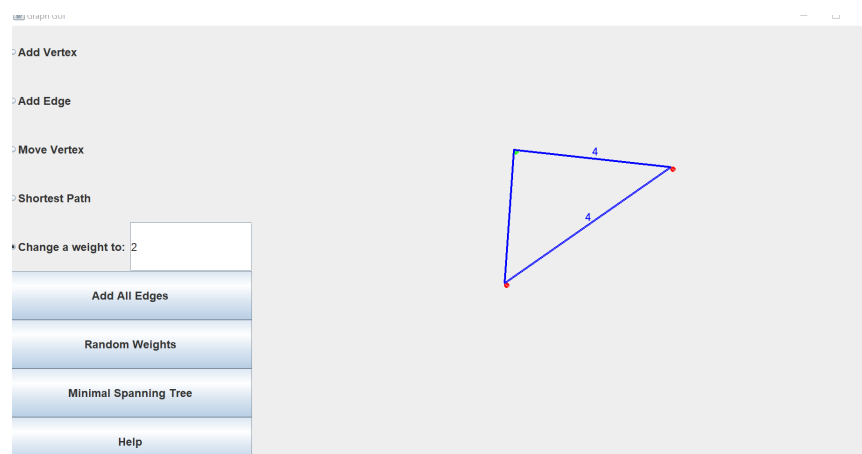 Graph GUI
Add Vertex
Add Edge
Move Vertex
Shortest Path
Change a weight to: 2
Add All Edges
Random Weights
Minimal Spanning Tree
Help
4
4